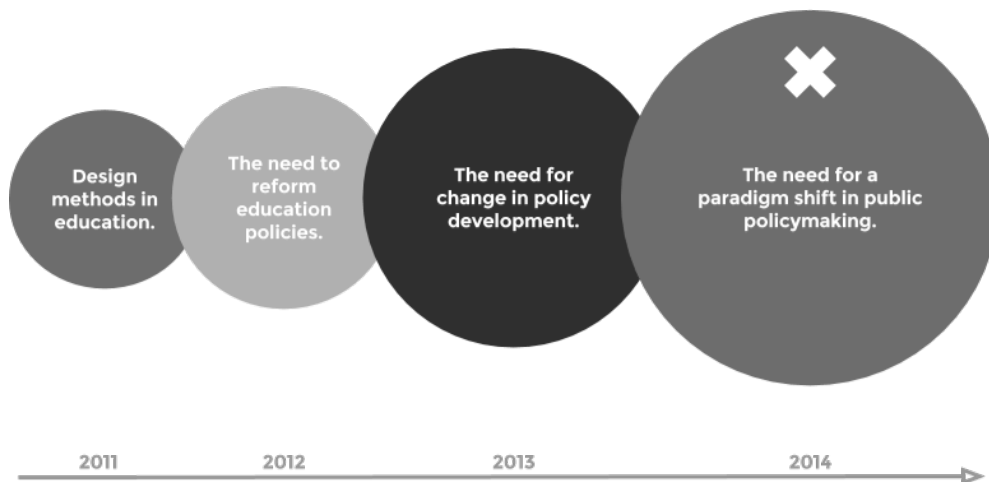 Design
methods in
education.
The need to
reform
education
policies.
The need for
change in policy
development.
The need for a
paradigm shift in public
policymaking.
2011
2012
2013
2014